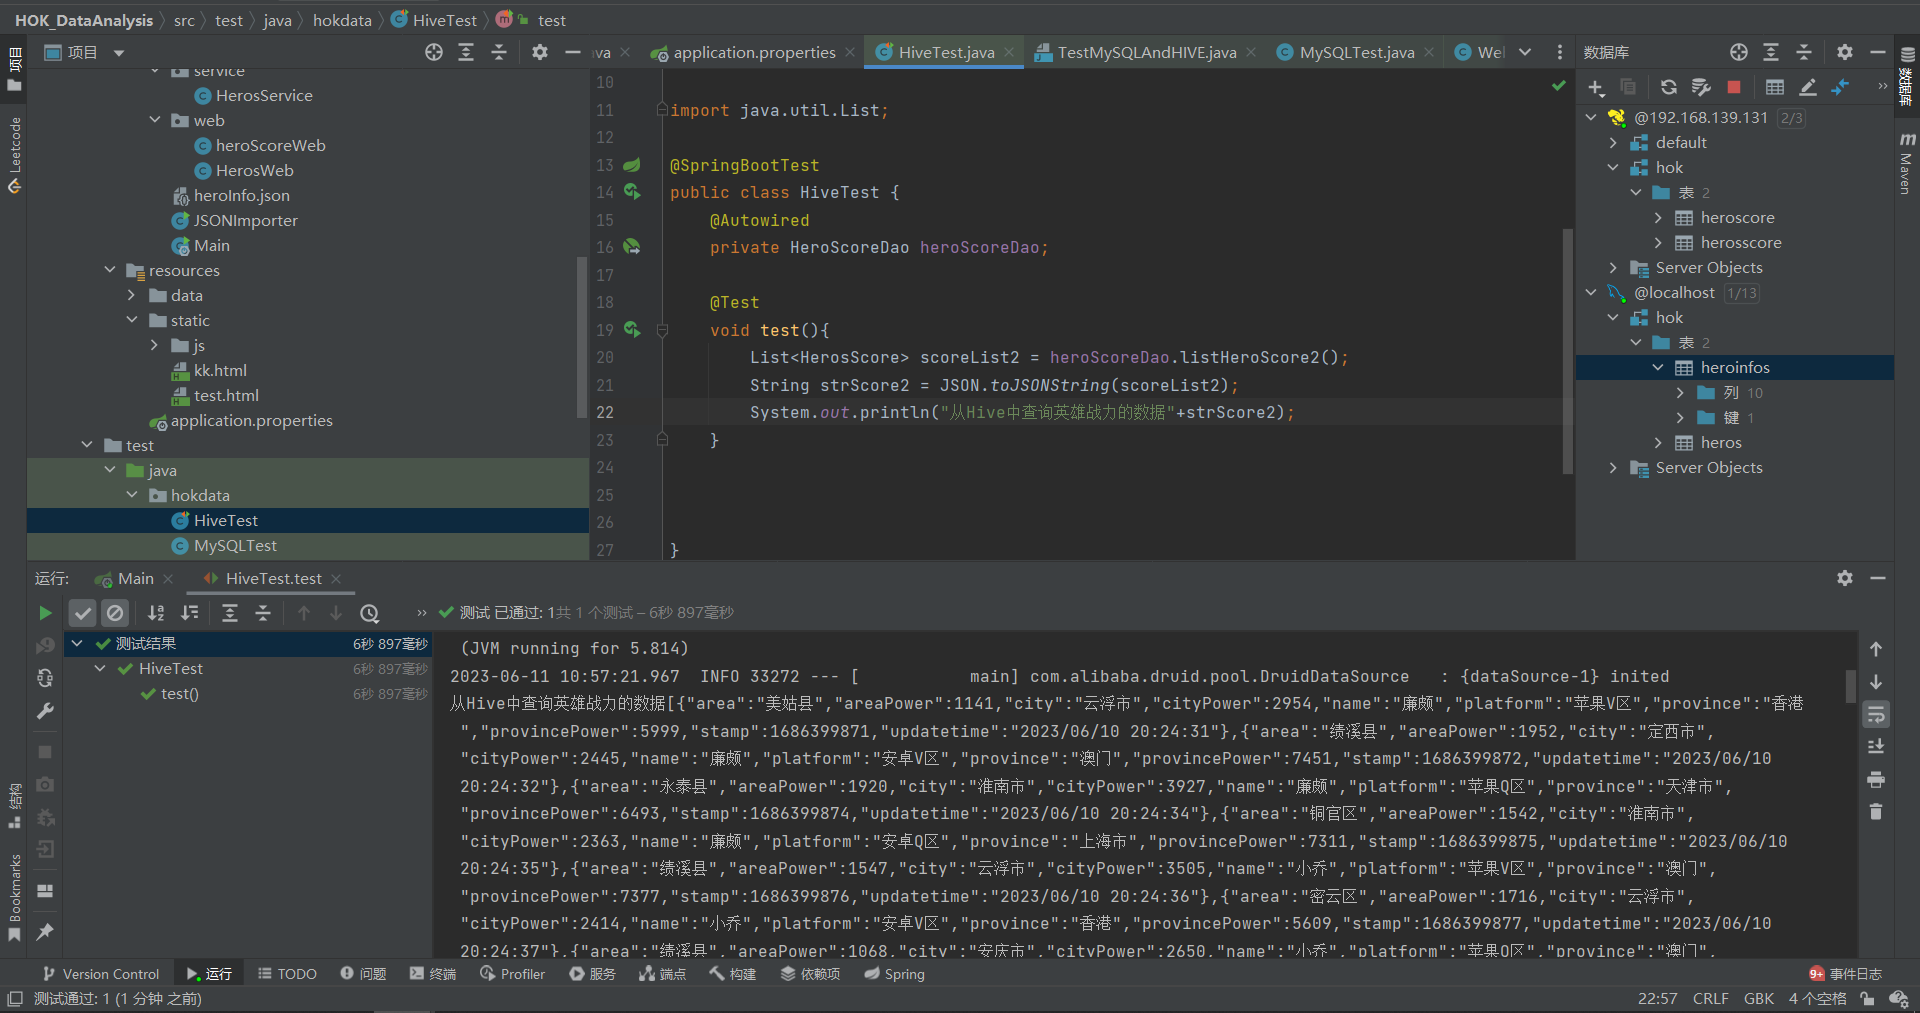 HOK_DataAnalysis
src
test
java
hokdata
HiveTest
test
项目
va
application.properties
HiveTest.java
TestMySQLAndHIVE.java
MySQLTest.java
We
数据库
项目
Leetcode
结构
Bookmarks
service
HerosService
web
heroScoreWeb
HerosWeb
heroInfo.json
JSONImporter
Main
resources
data
static
js
kk.html
test.html
application.properties
test
java
hokdata
HiveTest
MySQLTest
10
11 import java.util.List;
12
13 @SpringBootTest
14 public class HiveTest {
15 @Autowired
16 private HeroScoreDao heroScoreDao;
17
18 @Test
19 void test(){
20 List<HerosScore> scoreList2 = heroScoreDao.listHeroScore2();
21 String strScore2 = JSON.toJSONString(scoreList2);
22 System.out.println("从Hive中查询英雄战力的数据"+strScore2);
23 }
24
25
26
27 }
@192.168.139.131 2/3
default
hok
表 2
heroscore
herosscore
Server Objects
@localhost 1/13
hok
表 2
heroinfos
列 10
键 1
heros
Server Objects
数据库
Maven
运行:
Main
HiveTest.test
测试 已通过: 1共 1 个测试 – 6秒 897毫秒
测试结果 6秒 897毫秒
HiveTest 6秒 897毫秒
test() 6秒 897毫秒
(JVM running for 5.814)
2023-06-11 10:57:21.967 INFO 33272 --- [ main] com.alibaba.druid.pool.DruidDataSource : {dataSource-1} inited
从Hive中查询英雄战力的数据[{"area":"美姑县","areaPower":1141,"city":"云浮市","cityPower":2954,"name":"廉颇","platform":"苹果V区","province":"香港
","provincePower":5999,"stamp":1686399871,"updatetime":"2023/06/10 20:24:31"},{"area":"绩溪县","areaPower":1952,"city":"定西市",
"cityPower":2445,"name":"廉颇","platform":"安卓V区","province":"澳门","provincePower":7451,"stamp":1686399872,"updatetime":"2023/06/10
20:24:32"},{"area":"永泰县","areaPower":1920,"city":"淮南市","cityPower":3927,"name":"廉颇","platform":"苹果Q区","province":"天津市",
"provincePower":6493,"stamp":1686399874,"updatetime":"2023/06/10 20:24:34"},{"area":"铜官区","areaPower":1542,"city":"淮南市",
"cityPower":2363,"name":"廉颇","platform":"安卓Q区","province":"上海市","provincePower":7311,"stamp":1686399875,"updatetime":"2023/06/10
20:24:35"},{"area":"绩溪县","areaPower":1547,"city":"云浮市","cityPower":3505,"name":"小乔","platform":"苹果V区","province":"澳门",
"provincePower":7377,"stamp":1686399876,"updatetime":"2023/06/10 20:24:36"},{"area":"密云区","areaPower":1716,"city":"云浮市",
"cityPower":2414,"name":"小乔","platform":"安卓V区","province":"香港","provincePower":5609,"stamp":1686399877,"updatetime":"2023/06/10
20:24:37"},{"area":"绩溪县","areaPower":1068,"city":"安庆市","cityPower":2650,"name":"小乔","platform":"苹果Q区","province":"澳门",
Version Control
运行
TODO
问题
终端
Profiler
服务
端点
构建
依赖项
Spring
9+ 事件日志
测试通过: 1 (1 分钟 之前)
22:57 CRLF GBK 4 个空格